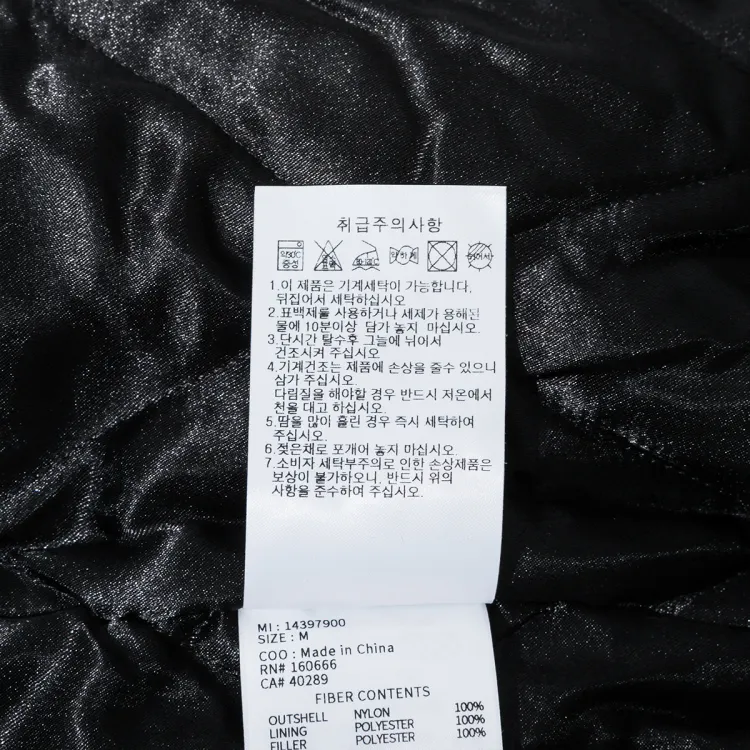 취급주의사항
약30℃
중성
약하게
뉘어서
1.이 제품은 기계세탁이 가능합니다,
뒤집어서 세탁하십시오
2.표백제를 사용하거나 세제가 용해된
물에 10분이상 담가 놓지 마십시오.
3.단시간 탈수후 그늘에 뉘어서
건조시켜 주십시오
4.기계건조는 제품에 손상을 줄수 있으니
삼가 주십시오.
다림질을 해야할 경우 반드시 저온에서
천을 대고 하십시오.
5.땀을 많이 흘린 경우 즉시 세탁하여
주십시오.
6.젖은채로 포개어 놓지 마십시오.
7.소비자 세탁부주의로 인한 손상제품은
보상이 불가하오니, 반드시 위의
사항을 준수하여 주십시오.
MI : 14397900
SIZE : M
COO : Made in China
RN# 160666
CA# 40289
FIBER CONTENTS
OUTSHELL NYLON 100%
LINING POLYESTER 100%
FILLER POLYESTER 100%